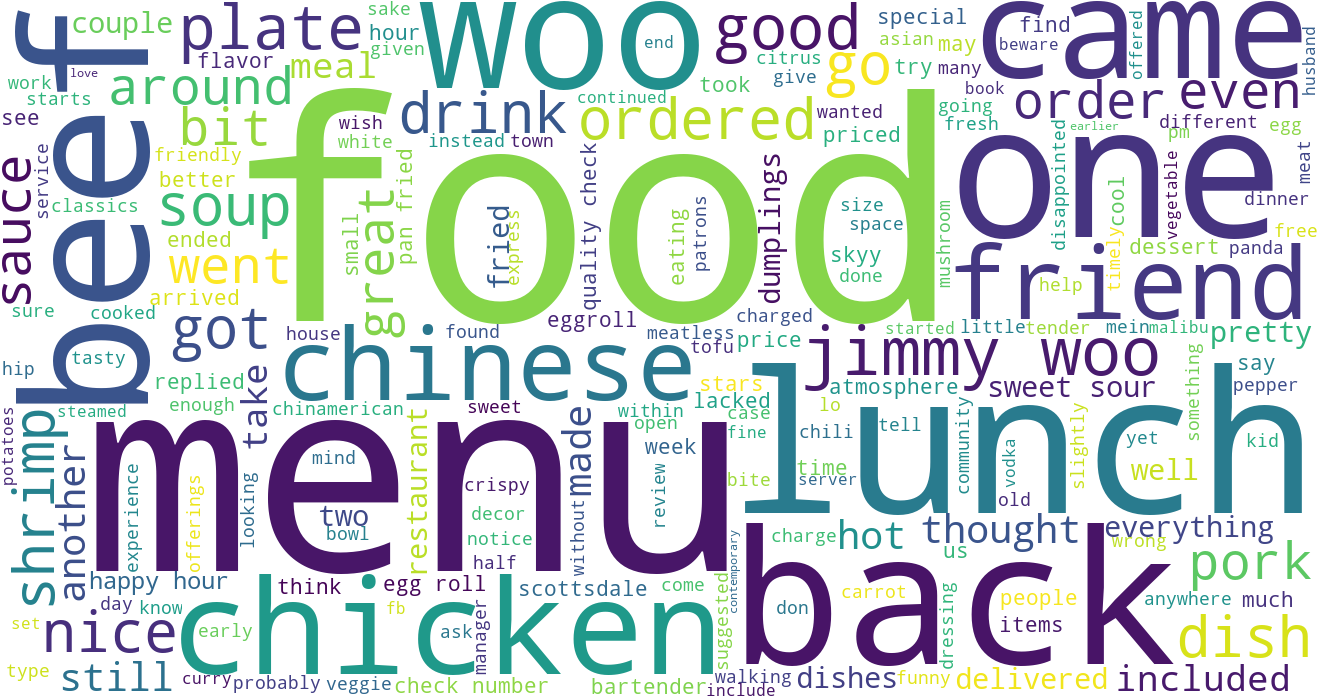 sake
couple
hour
given
plate
flavor
meal
woo
end
good
special
asian
may
citrus
give
go
try
came
find
beware
offered
husband
love
work
starts
see
around
bit
drink
continued
took
ordered
wanted
priced
many
book
going
fresh
order
even
different
egg
earlier
pm
beef
wish
white
instead
town
friendly
better
classics
service
soup
sauce
great
small
pan fried
food
fried
express
quality check
eating
patrons
dumplings
size
space
skyy
done
mushroom
one
disappointed
timely
cool
vegetable
meat
dinner
free
dessert
panda
ended
went
arrived
sure
cooked
friend
help
got
house
found
eggroll
meatless
tofu
charged
price
started
little
tender
mein
malibu
pretty
something
hip
tasty
replied
enough
take
chinese
jimmy woo
stars
lacked
atmosphere
sweet sour
say
pepper
steamed
chinamerican
sweet
within
open
case
fine
lo
potatoes
shrimp
another
menu
mind
restaurant
crispy
made
week
review
chili
tell
lunch
community
vodka
slightly
yet
kid
well
time
server
bite
old
experience
offerings
looking
two
bowl
decor
notice
half
without
contemporary
charge
hot
thought
everything
us
wrong
pork
happy hour
think
egg roll
scottsdale
come
suggested
back
don
carrot
people
items
dressing
anywhere
much
day
know
nice
set
early
chicken
fb
ask
manager
dish
type
still
curry
probably
veggie
check number
bartender
walking
include
dishes
funny
delivered
included